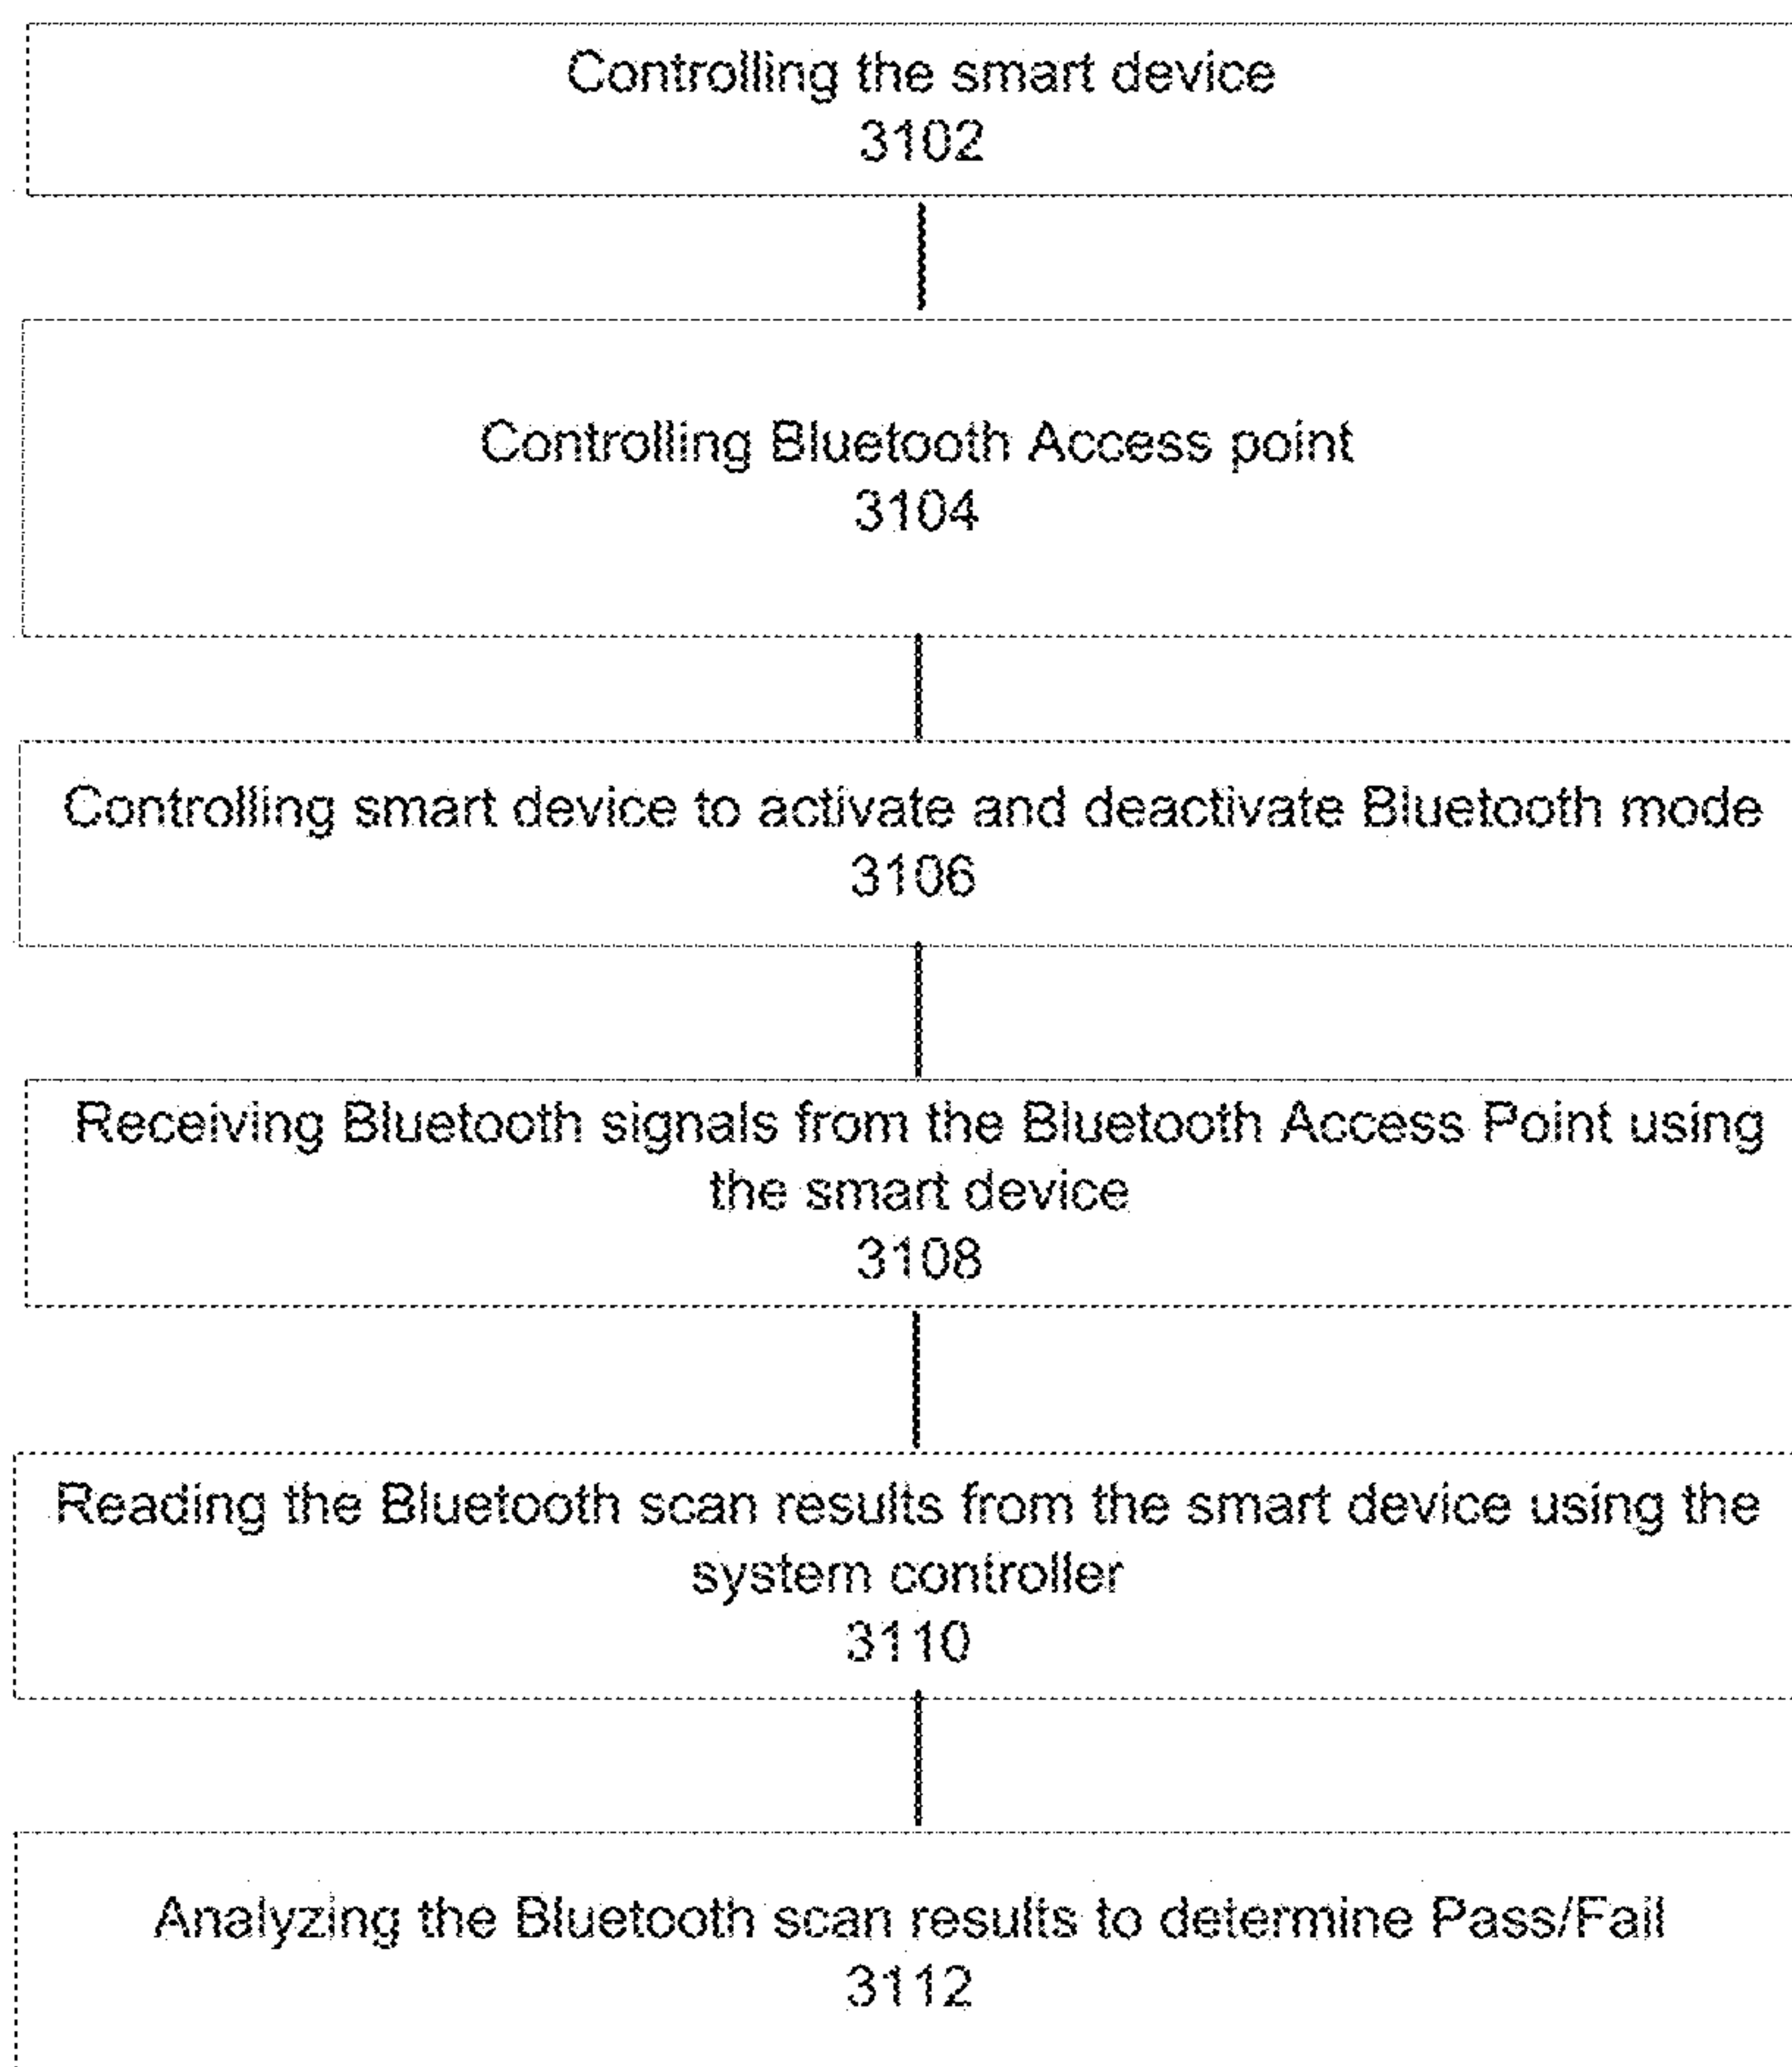 Controlling the smart device
3102
Controlling Bluetooth Access point
3104
Controlling smart device to activate and deactivate Bluetooth mode
3106
Receiving Bluetooth signals from the Bluetooth Access Point using
the smart device
3108
Reading the Bluetooth scan results from the smart device using the
system controller
3110
Analyzing the Bluetooth scan results to determine Pass/Fail
3112